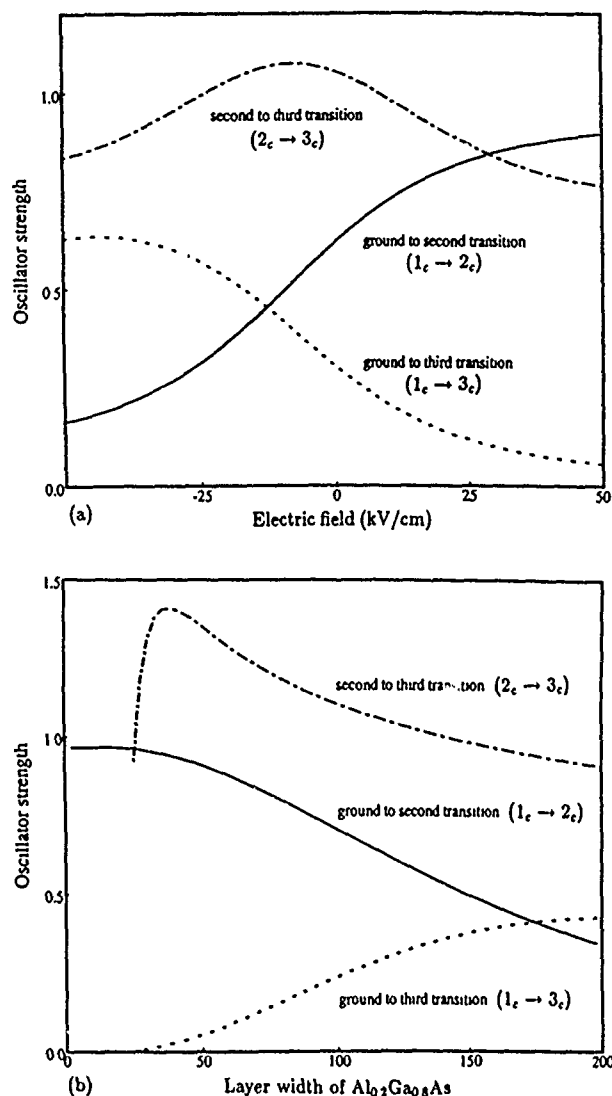 1.0
0.5
0.0
Oscillator strength
second to third transition
(2c → 3c)
ground to second transition
(1c → 2c)
ground to third transition
(1c → 3c)
0
-25
0
25
50
(a)
Electric field (kV/cm)
1.5
1.0
0.5
0.0
Oscillator strength
second to third (2c → 3c)
ground to second transition (1c → 2c)
ground to third transition (1c → 3c)
0
50
100
150
200
(b)
Layer width of Al0.2Ga0.8As